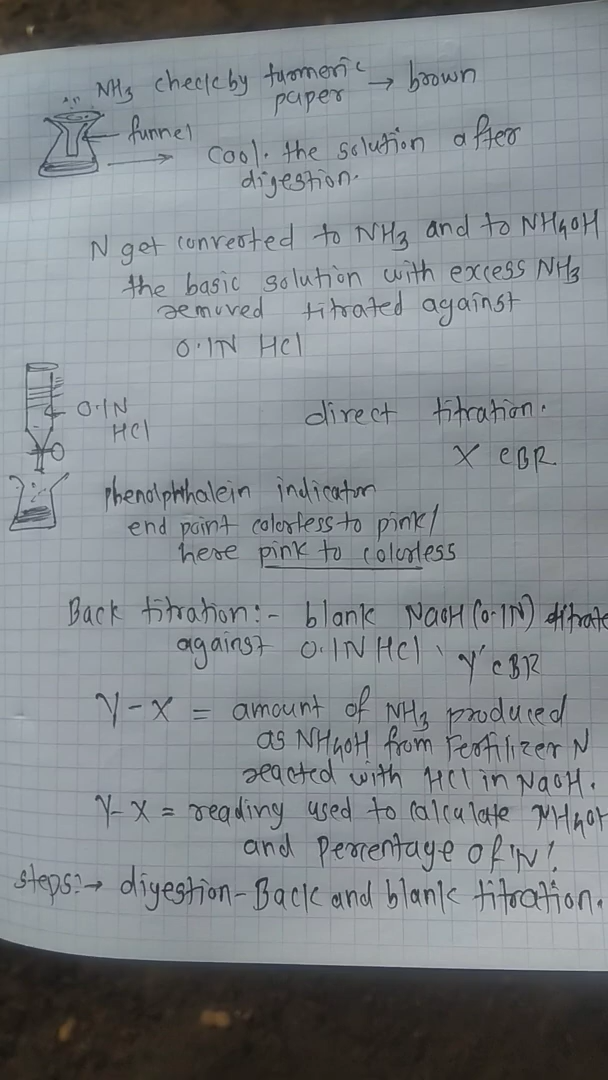 NH3 check by turmeric → brown
paper
funnel
→ cool. the solution after
digestion.
N get converted to NH3 and to NH4OH
the basic solution with excess NH3
removed titrated against
0.1N HCl
0.1N
HCl
direct titration.
X CBR
phenolphthalein indicator
end point colorless to pink/
here pink to colorless
Back titration:- blank NaOH (0.1N) titrate
against 0.1N HCl 'Y' CBR
Y-X = amount of NH3 produced
as NH4OH from Fertilizer N
reacted with HCl in NaOH.
Y-X = reading used to calculate NH4OH
and percentage of 'N'.
steps:→ digestion-Back and blank titration.